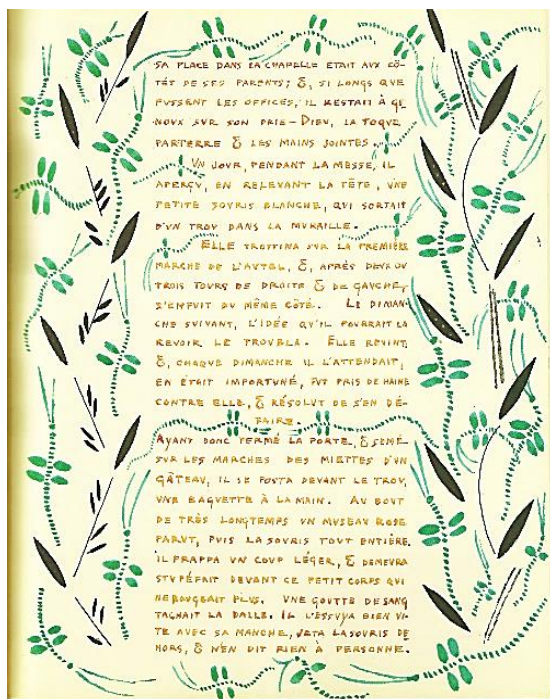 SA PLACE DANS LA CHAPELLE ÉTAIT AUX CÔ-
TÉS DE SES PARENTS; &, SI LONGS QUE
FUSSENT LES OFFICES, IL RESTAIT À GE
NOUX SUR SON PRIE-DIEU, LA TOQUE
PAR TERRE & LES MAINS JOINTES.
UN JOUR, PENDANT LA MESSE, IL
APERÇUT, EN RELEVANT LA TÊTE, UNE
PETITE SOURIS BLANCHE, QUI SORTAIT
D'UN TROU DANS LA MURAILLE.
ELLE TROTTINA SUR LA PREMIÈRE
MARCHE DE L'AUTEL, &, APRÈS DEUX OU
TROIS TOURS DE DROITE & DE GAUCHE,
S'ENFUIT DU MÊME CÔTÉ. LE DIMAN-
CHE SUIVANT, L'IDÉE QU'IL POURRAIT LA
REVOIR LE TROUBLA. ELLE REVINT,
&, CHAQUE DIMANCHE IL L'ATTENDAIT,
EN ÉTAIT IMPORTUNÉ, FUT PRIS DE HAINE
CONTRE ELLE, & RÉSOLUT DE S'EN DÉ-
FAIRE.
AYANT DONC FERMÉ LA PORTE, & SEMÉ
SUR LES MARCHES DES MIETTES D'UN
GÂTEAU, IL SE POSTA DEVANT LE TROU,
UNE BAGUETTE À LA MAIN. AU BOUT
DE TRÈS LONGTEMPS UN MUSEAU ROSE
PARUT, PUIS LA SOURIS TOUT ENTIÈRE.
IL FRAPPA UN COUP LÉGER, & DEMEURA
STUPÉFAIT DEVANT CE PETIT CORPS QUI
NE BOUGEAIT PLUS. UNE GOUTTE DE SANG
TACHAIT LA DALLE. IL L'ESSUYA BIEN VI-
TE AVEC SA MANCHE, JETA LA SOURIS DE
HORS, & N'EN DIT RIEN À PERSONNE.